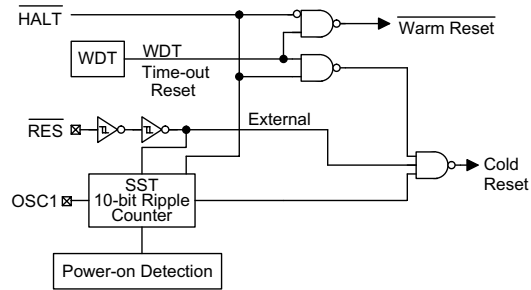 HALT
Warm Reset
WDT
WDT
Time-out
Reset
RES
External
Cold
Reset
OSC1
SST
10-bit Ripple
Counter
Power-on Detection